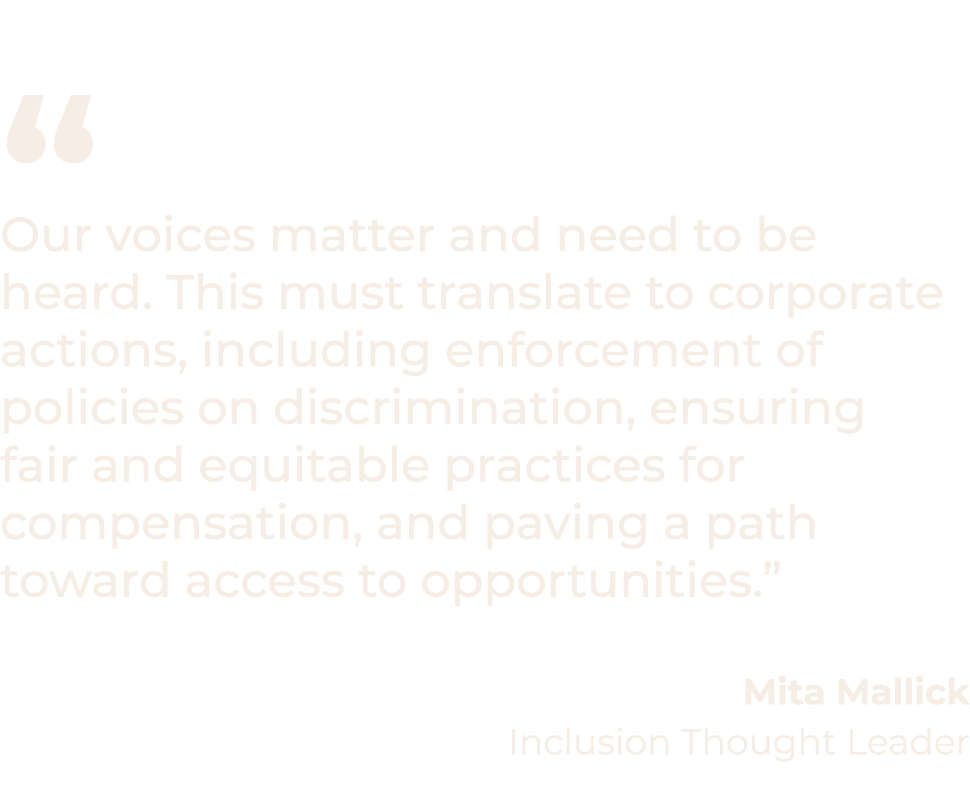 “
Our voices matter and need to be
heard. This must translate to corporate
actions, including enforcement of
policies on discrimination, ensuring
fair and equitable practices for
compensation, and paving a path
toward access to opportunities.”
Mita Mallick
Inclusion Thought Leader